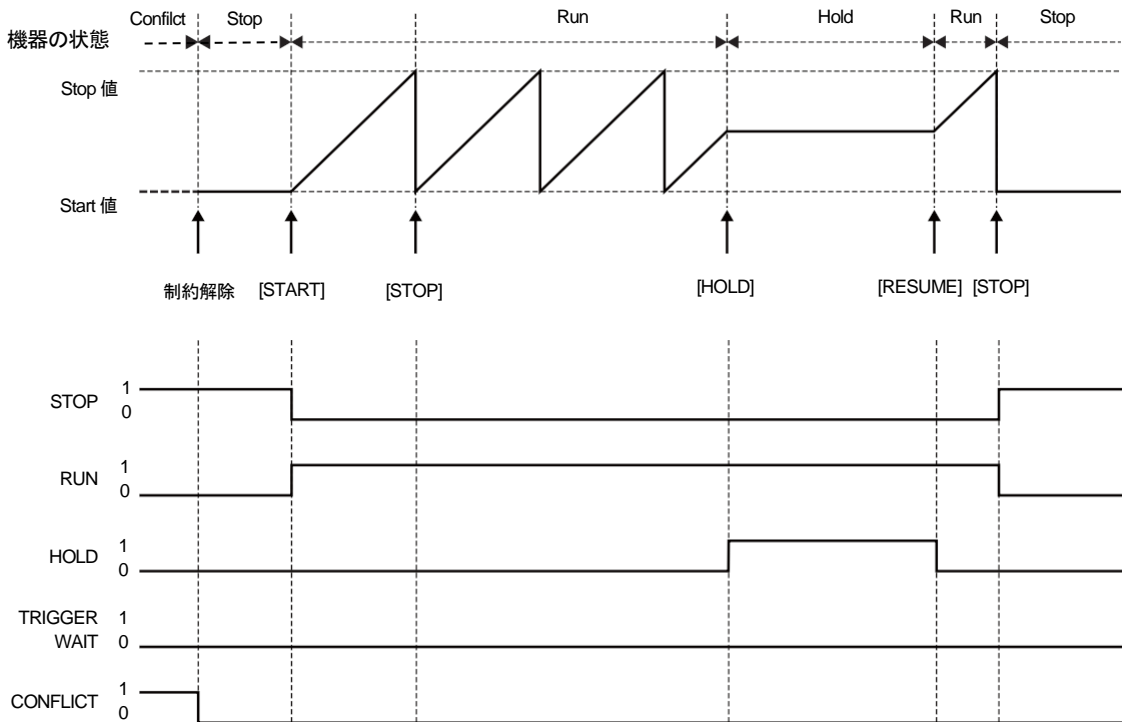 Confilct Stop Run Hold Run Stop
機器の状態
Stop 値
Start 値
制約解除 [START] [STOP] [HOLD] [RESUME] [STOP]
STOP 1
0
RUN 1
0
HOLD 1
0
TRIGGER 1
WAIT 0
CONFLICT 1
0